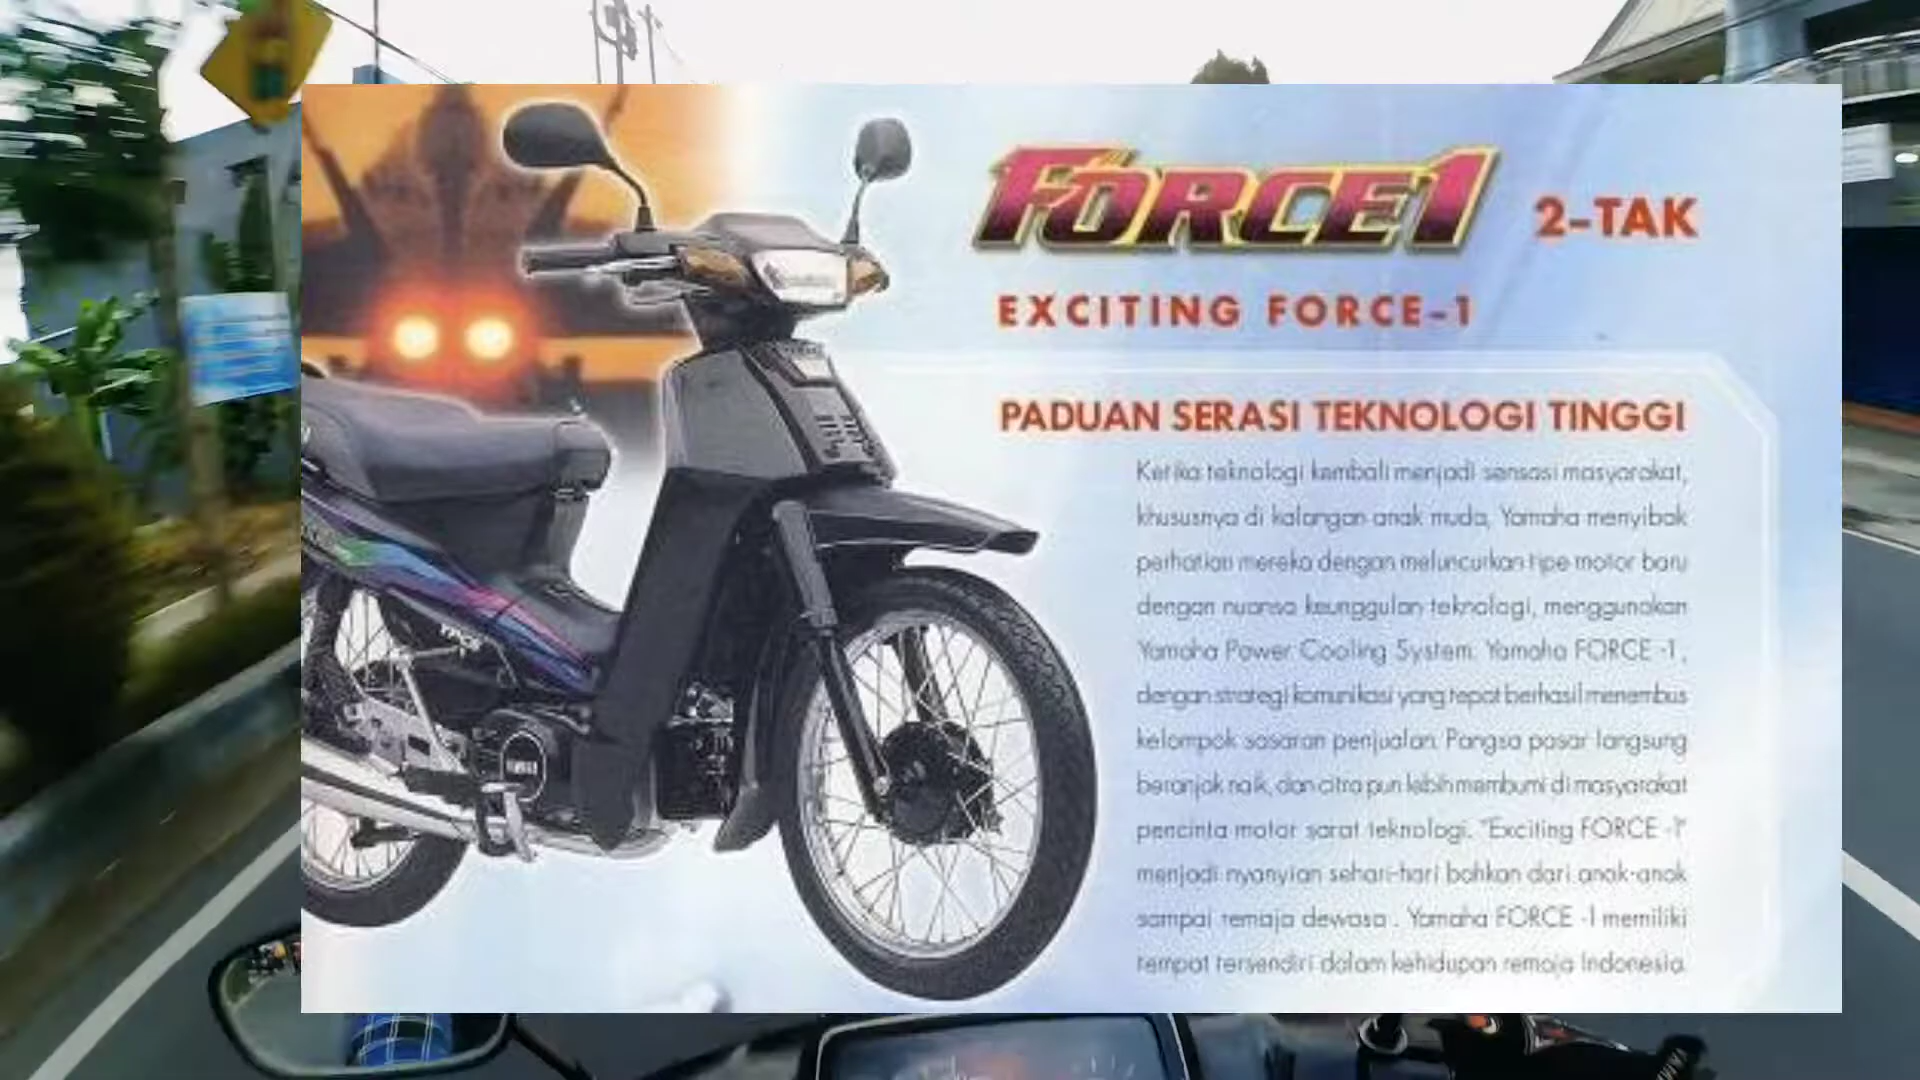 FORCE1
2-TAK
EXCITING FORCE-1
PADUAN SERASI TEKNOLOGI TINGGI
Ketika teknologi kembali menjadi sensasi masyarakat,
khususnya di kalangan anak muda, Yamaha menyibak
perhatian mereka dengan meluncurkan tipe motor baru
dengan nuansa keunggulan teknologi, menggunakan
Yamaha Power Cooling System. Yamaha FORCE -1,
dengan strategi komunikasi yang tepat berhasil menembus
kelompok sasaran penjualan. Pangsa pasar langsung
beranjak naik, dan citra pun lebih membumi di masyarakat
pencinta motor sarat teknologi. "Exciting FORCE -1"
menjadi nyanyian sehari-hari bahkan dari anak-anak
sampai remaja dewasa . Yamaha FORCE -1 memiliki
tempat tersendiri dalam kehidupan remaja Indonesia.